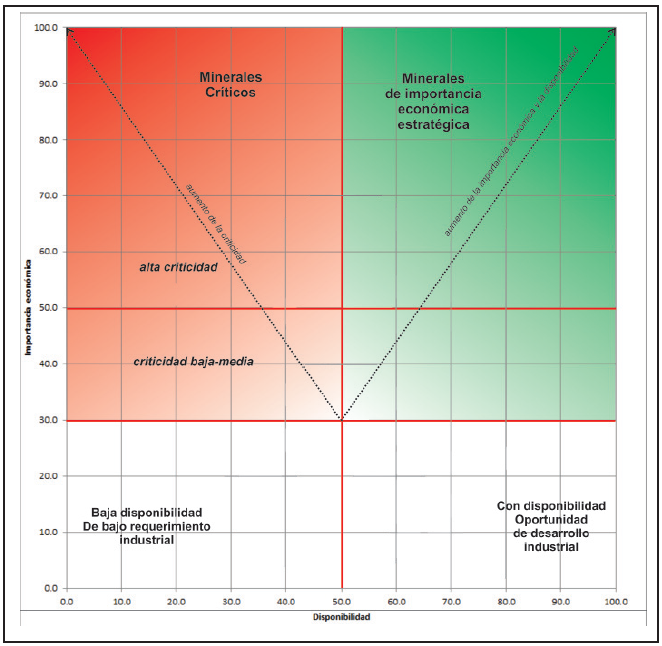 100.0
90.0
80.0
70.0
60.0
50.0
40.0
30.0
20.0
10.0
0.0
Importancia económica
Minerales
Críticos
Minerales
de importancia
económica
estratégica
aumento de la criticidad
aumento de la importancia económica y la disponibilidad
alta criticidad
criticidad baja-media
Baja disponibilidad
De bajo requerimiento
industrial
Con disponibilidad
Oportunidad
de desarrollo
industrial
0.0 10.0 20.0 30.0 40.0 50.0 60.0 70.0 80.0 90.0 100.0
Disponibilidad